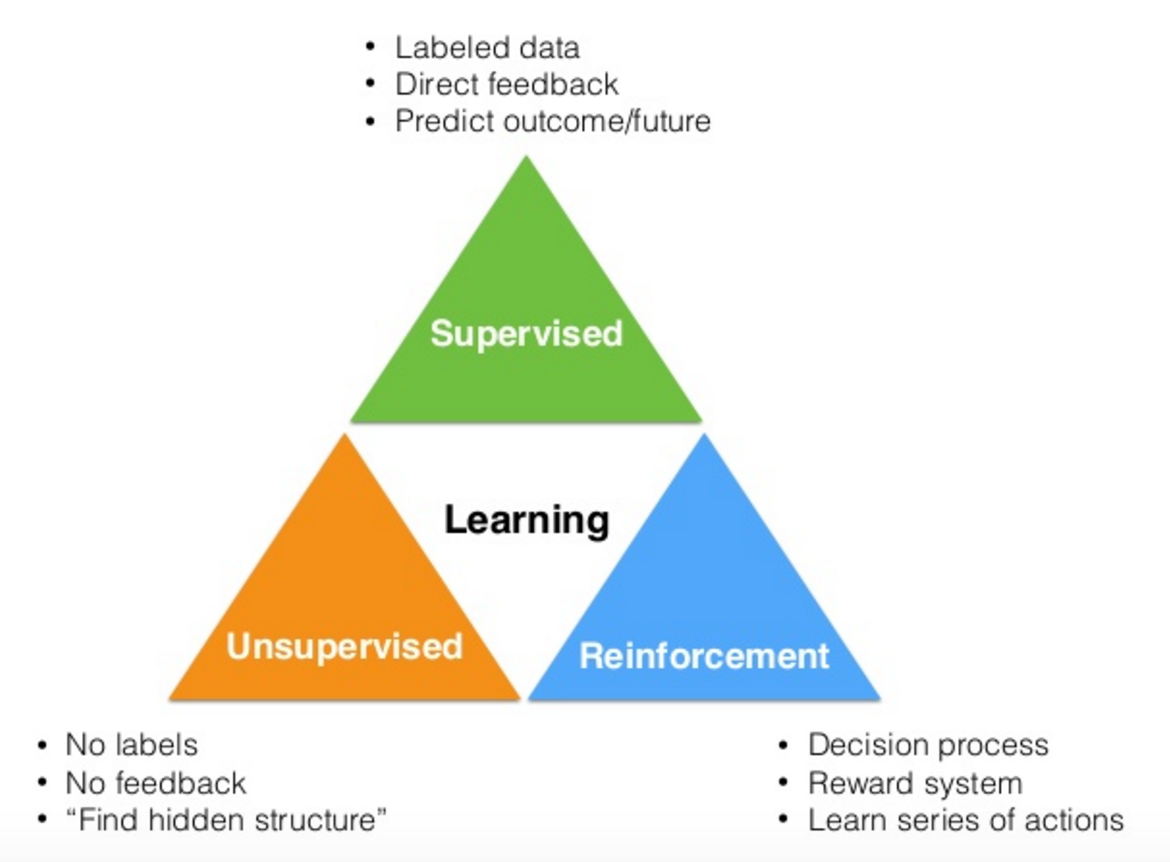 • Labeled data
• Direct feedback
• Predict outcome/future
Supervised
Learning
Unsupervised
Reinforcement
• No labels
• No feedback
• “Find hidden structure”
• Decision process
• Reward system
• Learn series of actions